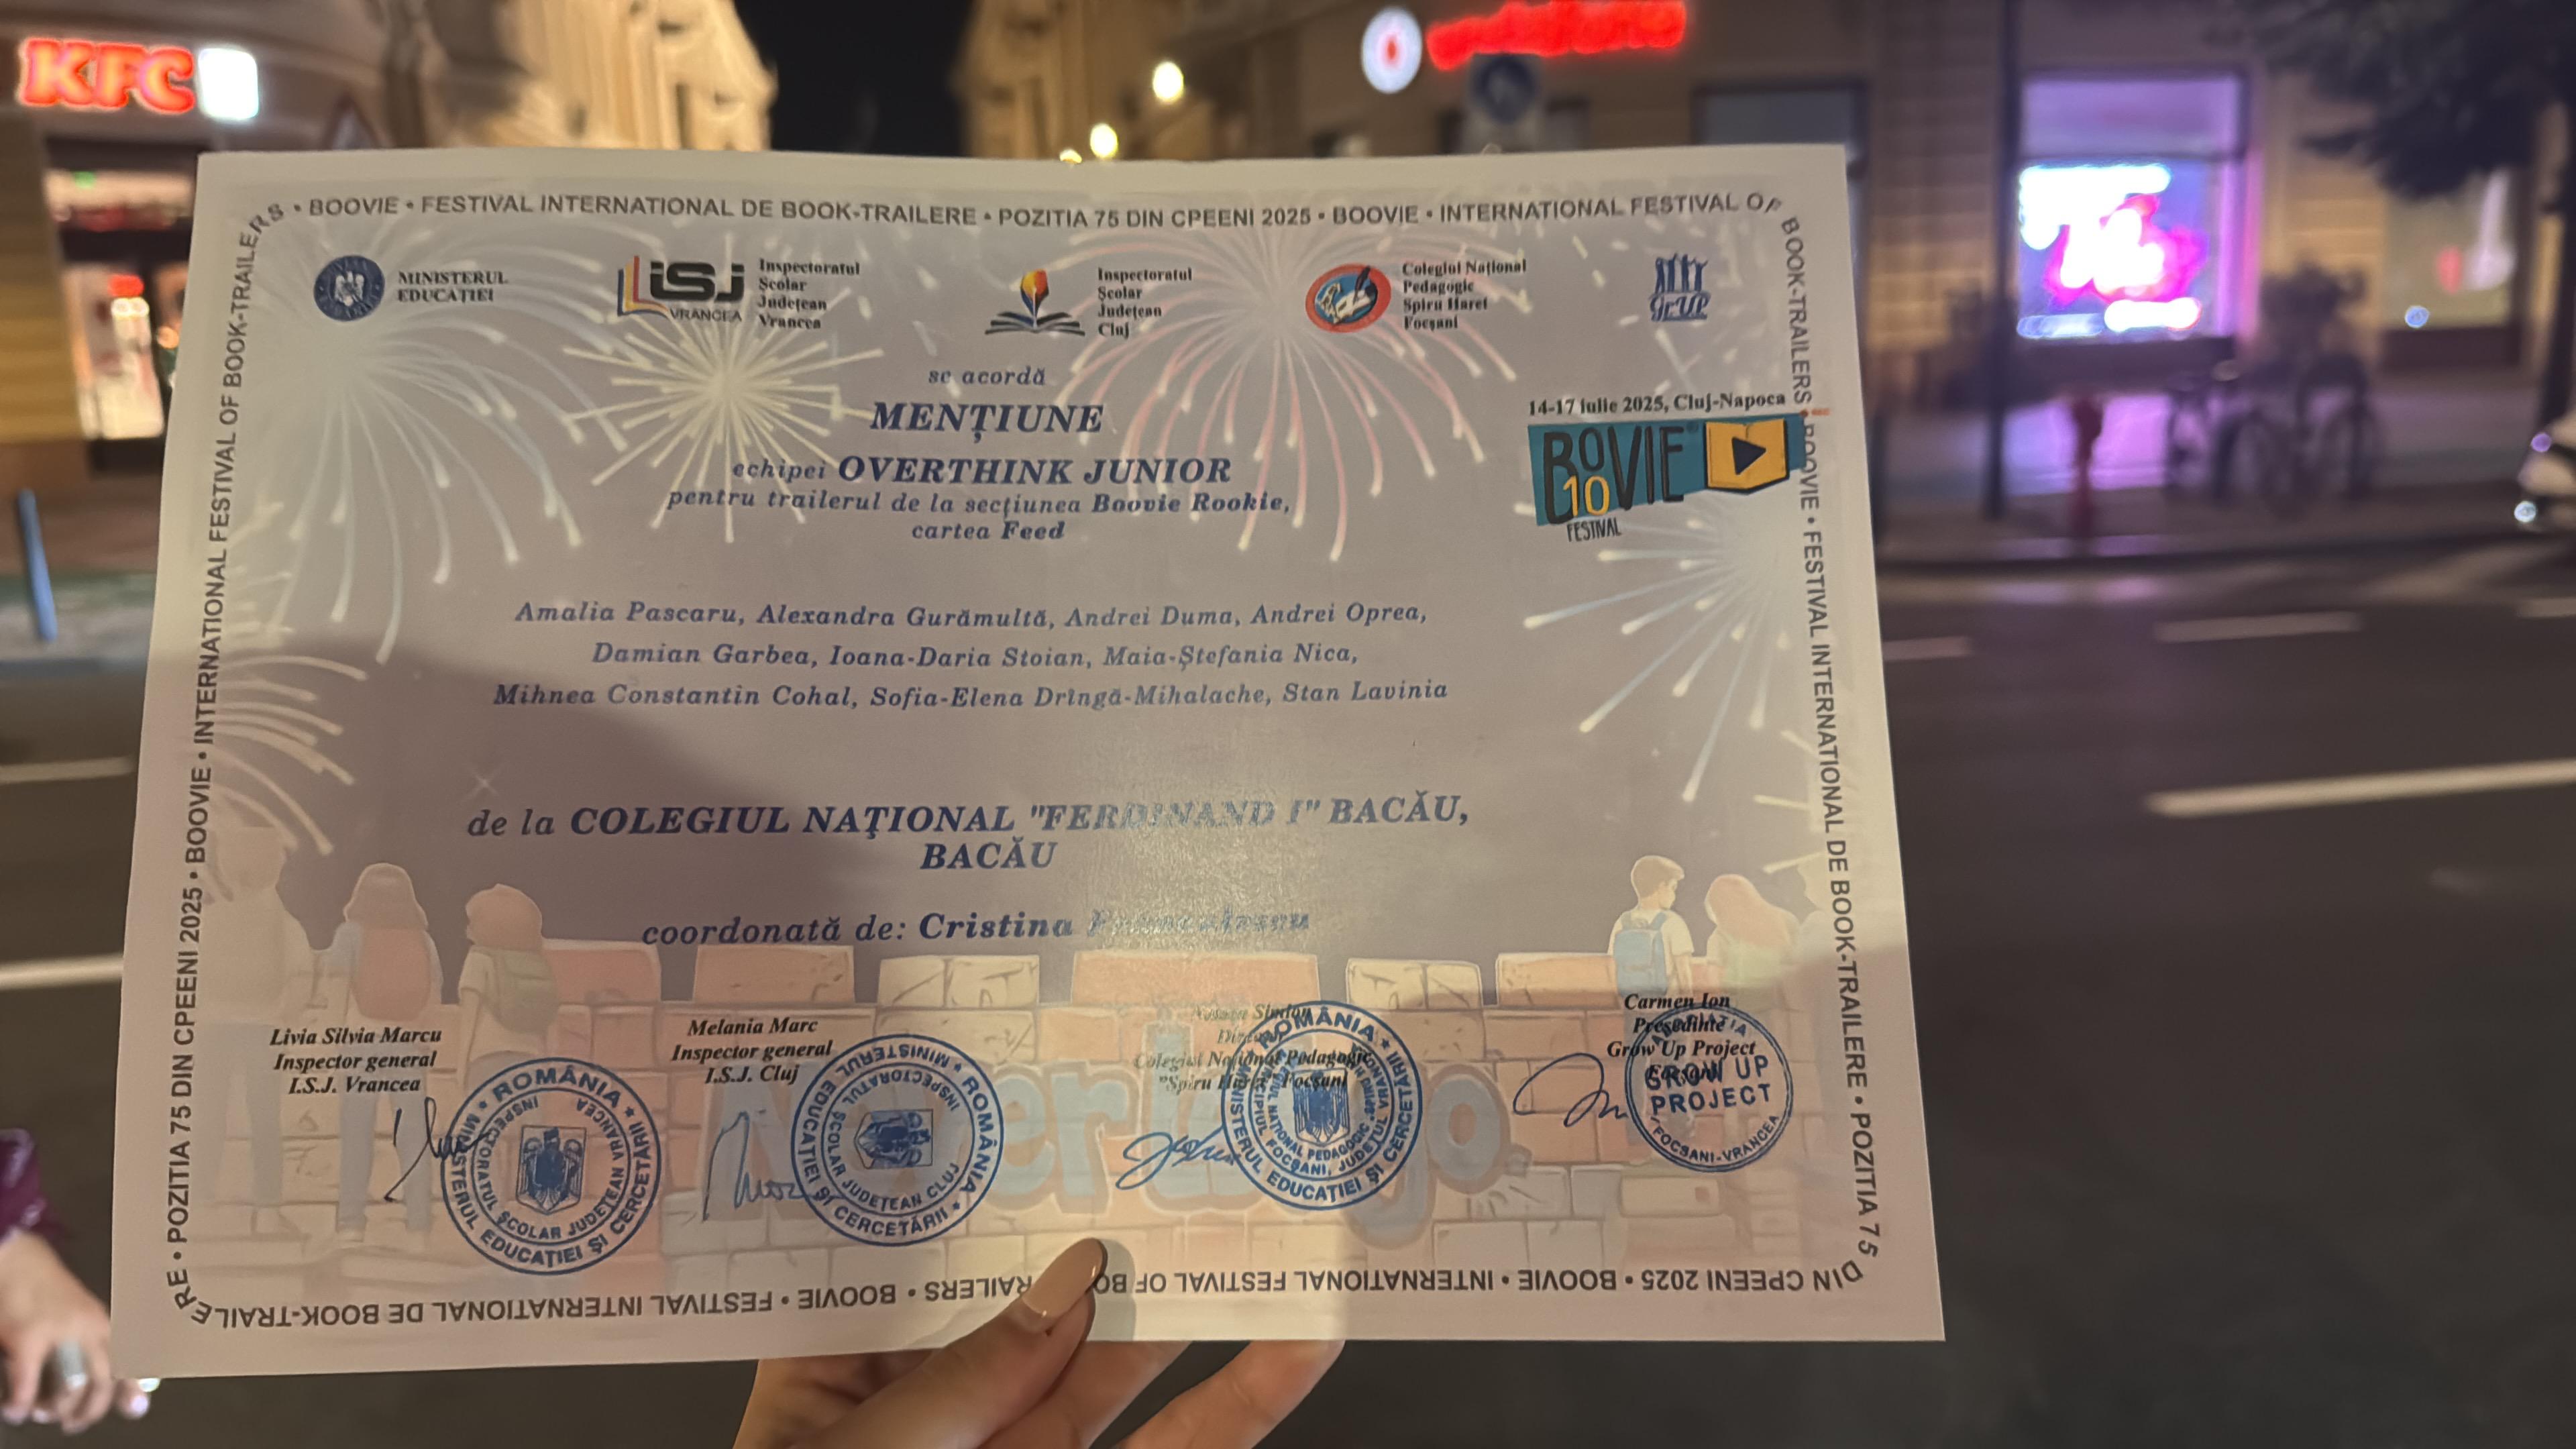 KFC
• BOOVIE • FESTIVAL INTERNATIONAL DE BOOK-TRAILERE • POZITIA 75 DIN CPEENI 2025 • BOOVIE • INTERNATIONAL FESTIVAL OF
BOOK-TRAILERS • BOOVIE • FESTIVAL INTERNATIONAL DE BOOK-TRAILERE • POZITIA 75
DIN CPEENI 2025 • BOOVIE • INTERNATIONAL FESTIVAL OF BO
RAILERS • BOOVIE • FESTIVAL INTERNATIONAL DE BOOK-TRAILERE
• POZITIA 75 DIN CPEENI 2025 • BOOVIE • INTERNATIONAL FESTIVAL OF BOOK-TRAILERS
MINISTERUL
EDUCAȚIEI
ISJ
VRANCEA
Inspectoratul
Școlar
Județean
Vrancea
Inspectoratul
Școlar
Județean
Cluj
Colegiul Național
Pedagogic
Spiru Haret
Focșani
GrUP
se acordă
MENȚIUNE
14-17 iulie 2025, Cluj-Napoca
BOOVIE
10
FESTIVAL
echipei OVERTHINK JUNIOR
pentru trailerul de la secțiunea Boovie Rookie,
cartea Feed
Amalia Pascaru, Alexandra Gurămultă, Andrei Duma, Andrei Oprea,
Damian Garbea, Ioana-Daria Stoian, Maia-Ștefania Nica,
Mihnea Constantin Cohal, Sofia-Elena Drîngă-Mihalache, Stan Lavinia
de la COLEGIUL NAŢIONAL "FERDINAND I" BACĂU,
BACĂU
coordonată de: Cristina
Livia Silvia Marcu
Inspector general
I.S.J. Vrancea
Melania Marc
Inspector general
I.S.J. Cluj
Colegiul Național Pedagogic
"Spiru Haret" Focșani
Carmen Ion
Președinte
Grow Up Project
Focșani
• ROMÂNIA •
MINISTERUL EDUCAȚIEI ȘI CERCETĂRII
INSPECTORATUL ȘCOLAR JUDEȚEAN VRANCEA
• ROMÂNIA •
MINISTERUL EDUCAȚIEI ȘI CERCETĂRII
INSPECTORATUL ȘCOLAR JUDEȚEAN CLUJ
• ROMÂNIA •
MINISTERUL EDUCAȚIEI ȘI CERCETĂRII
MUNICIPIUL FOCȘANI, JUDEȚUL VRANCEA
ASOCIAȚIA
GROW UP
PROJECT
FOCSANI-VRANCEA